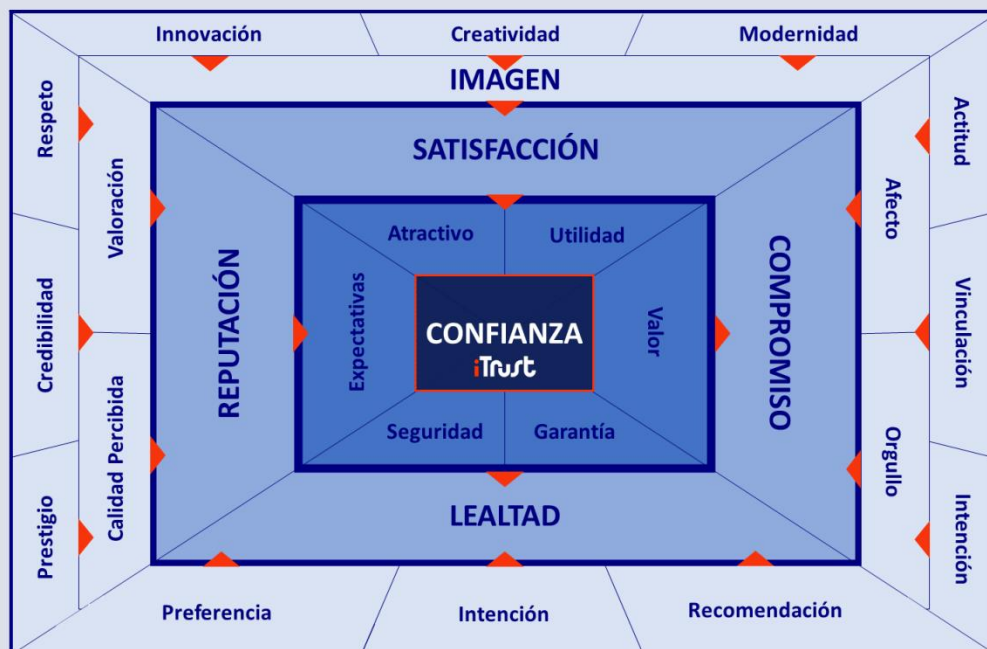 Innovación
Creatividad
Modernidad
IMAGEN
Respeto
Credibilidad
Prestigio
Valoración
Calidad Percibida
SATISFACCIÓN
REPUTACIÓN
Atractivo
Utilidad
Expectativas
CONFIANZA
iTrust
Valor
Seguridad
Garantía
COMPROMISO
LEALTAD
Afecto
Orgullo
Actitud
Vinculación
Intención
Preferencia
Intención
Recomendación